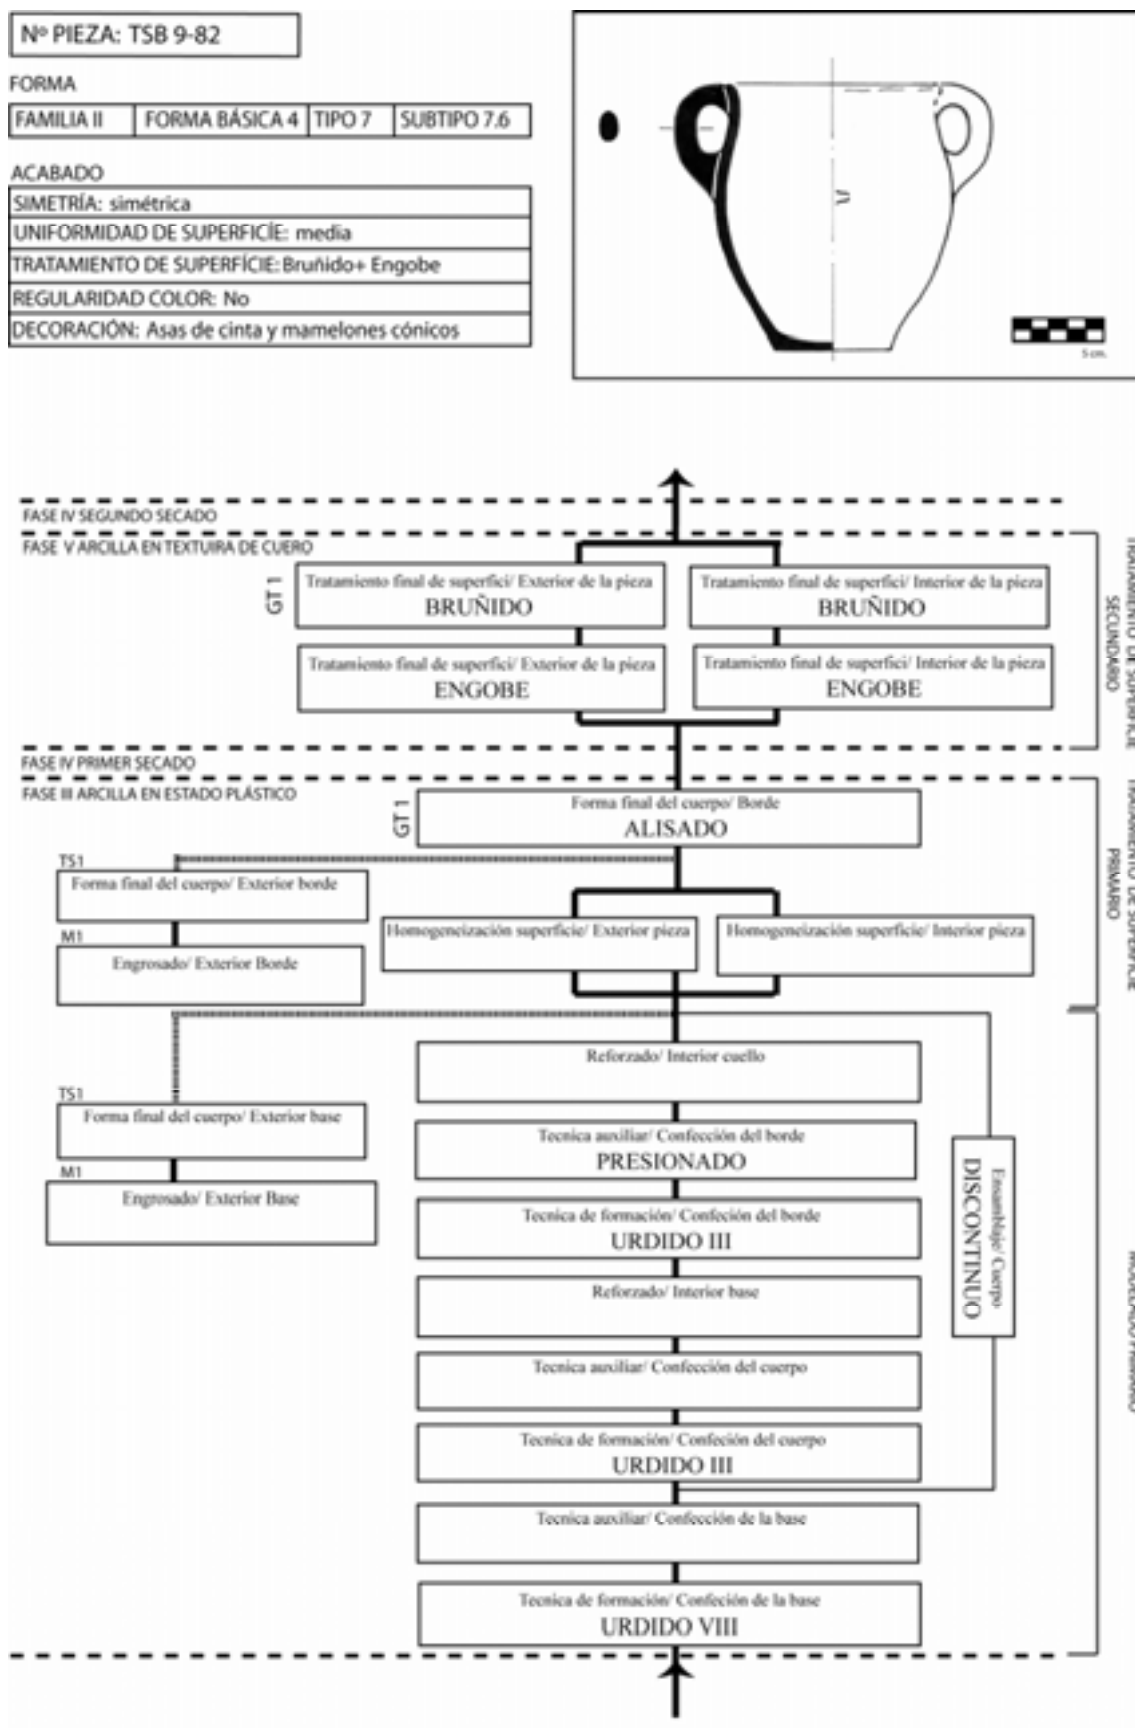 Nº PIEZA: TSB 9-82
FORMA
FAMILIA II FORMA BÁSICA 4 TIPO 7 SUBTIPO 7.6
ACABADO
SIMETRÍA: simétrica
UNIFORMIDAD DE SUPERFICÍE: media
TRATAMIENTO DE SUPERFÍCIE: Bruñido+ Engobe
REGULARIDAD COLOR: No
DECORACIÓN: Asas de cinta y mamelones cónicos
5 cm.
FASE IV SEGUNDO SECADO
FASE V ARCILLA EN TEXTUIRA DE CUERO
GT 1
Tratamiento final de superfici/ Exterior de la pieza
BRUÑIDO
Tratamiento final de superfici/ Interior de la pieza
BRUÑIDO
Tratamiento final de superfici/ Exterior de la pieza
ENGOBE
Tratamiento final de superfici/ Interior de la pieza
ENGOBE
TRATAMIENTO DE SUPERFICIE
SECUNDARIO
FASE IV PRIMER SECADO
FASE III ARCILLA EN ESTADO PLÁSTICO
GT 1
Forma final del cuerpo/ Borde
ALISADO
TRATAMIENTO DE SUPERFICIE
PRIMARIO
TS1
Forma final del cuerpo/ Exterior borde
M1
Engrosado/ Exterior Borde
Homogeneización superficie/ Exterior pieza
Homogeneización superficie/ Interior pieza
Reforzado/ Interior cuello
TS1
Forma final del cuerpo/ Exterior base
M1
Engrosado/ Exterior Base
Tecnica auxiliar/ Confección del borde
PRESIONADO
Tecnica de formación/ Confeción del borde
URDIDO III
Ensamblaje/ Cuerpo
DISCONTINUO
MODELADO PRIMARIO
Reforzado/ Interior base
Tecnica auxiliar/ Confección del cuerpo
Tecnica de formación/ Confeción del cuerpo
URDIDO III
Tecnica auxiliar/ Confección de la base
Tecnica de formación/ Confeción de la base
URDIDO VIII